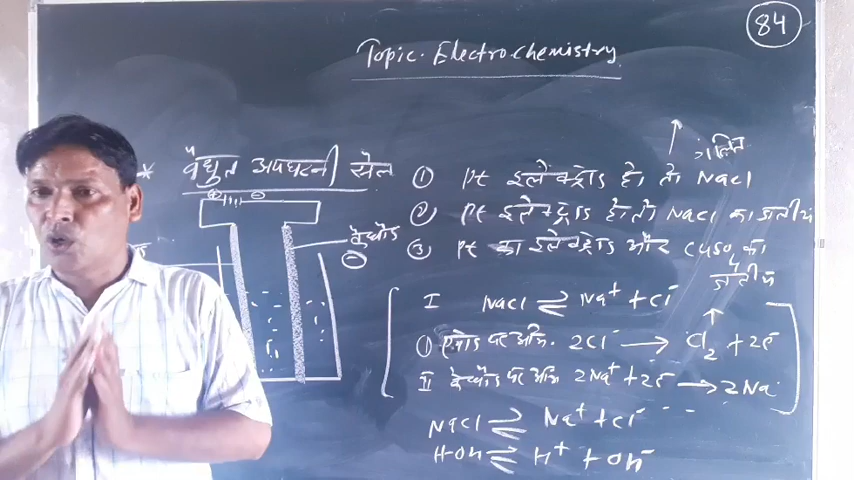 84
Topic. Electrochemistry
* वैधुत अपघटनी सेल
⊕ ⊖
कैथोड
⊖
गलित
① Pt इलेक्ट्रोड हो तो NaCl
② Pt इलेक्ट्रोड हो तो NaCl का जलीय
③ Pt का इलेक्ट्रोड और CuSO₄ का
जलीय
I NaCl ⇌ Na⁺ + Cl⁻
① एनोड पर अभि. 2Cl⁻ → Cl₂ ↑ + 2e⁻
II कैथोड पर अभि 2Na⁺ + 2e⁻ → 2Na
NaCl ⇌ Na⁺ + Cl⁻ - -
H-OH ⇌ H⁺ + OH⁻